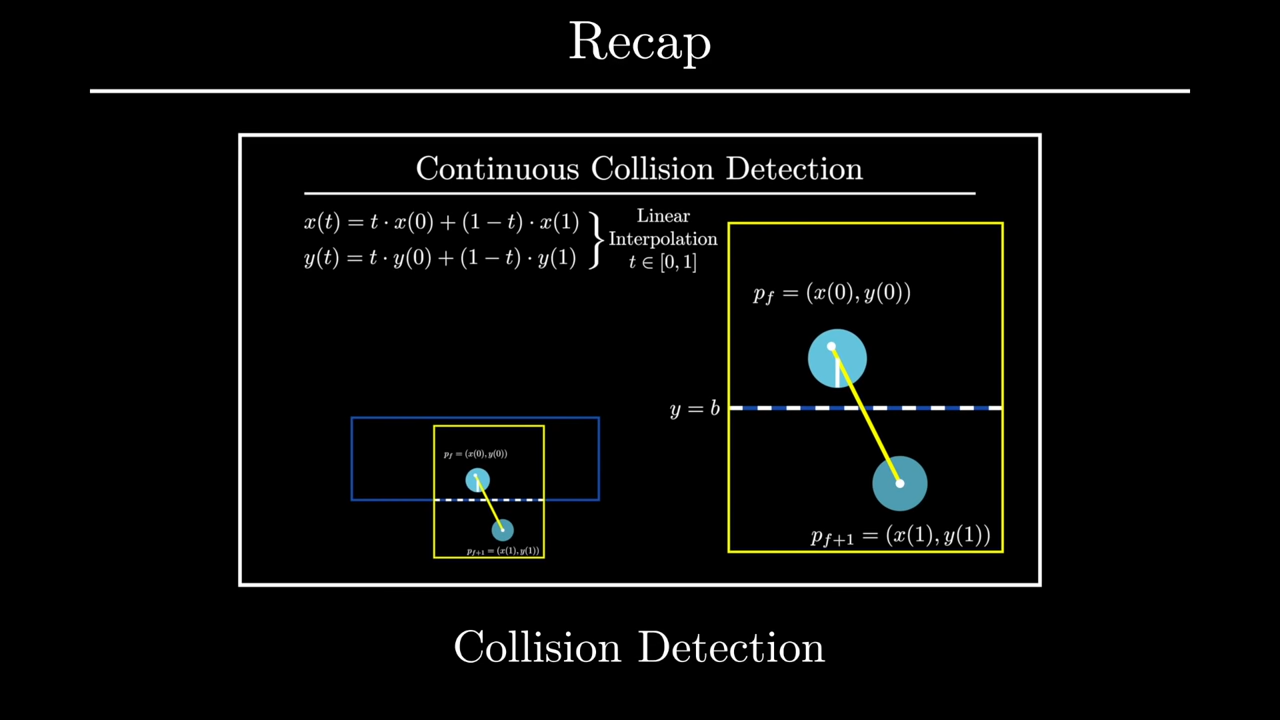 Recap
Continuous Collision Detection
x(t) = t · x(0) + (1 − t) · x(1)
y(t) = t · y(0) + (1 − t) · y(1)
Linear
Interpolation
t ∈ [0, 1]
p_f = (x(0), y(0))
y = b
p_{f+1} = (x(1), y(1))
p_f = (x(0), y(0))
p_{f+1} = (x(1), y(1))
Collision Detection